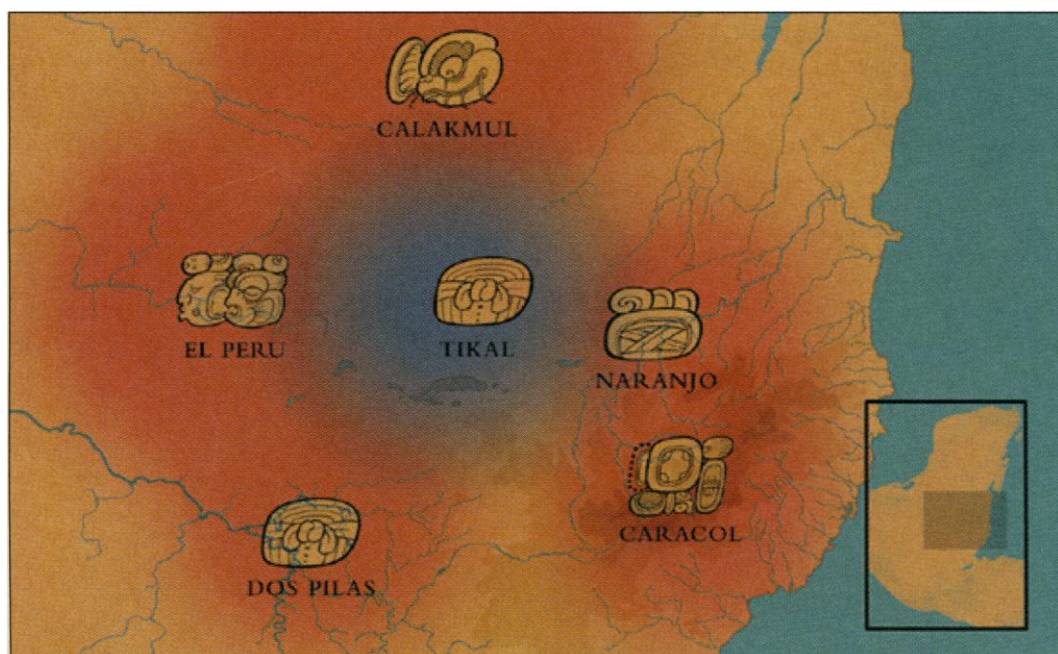 CALAKMUL
EL PERU
TIKAL
NARANJO
CARACOL
DOS PILAS